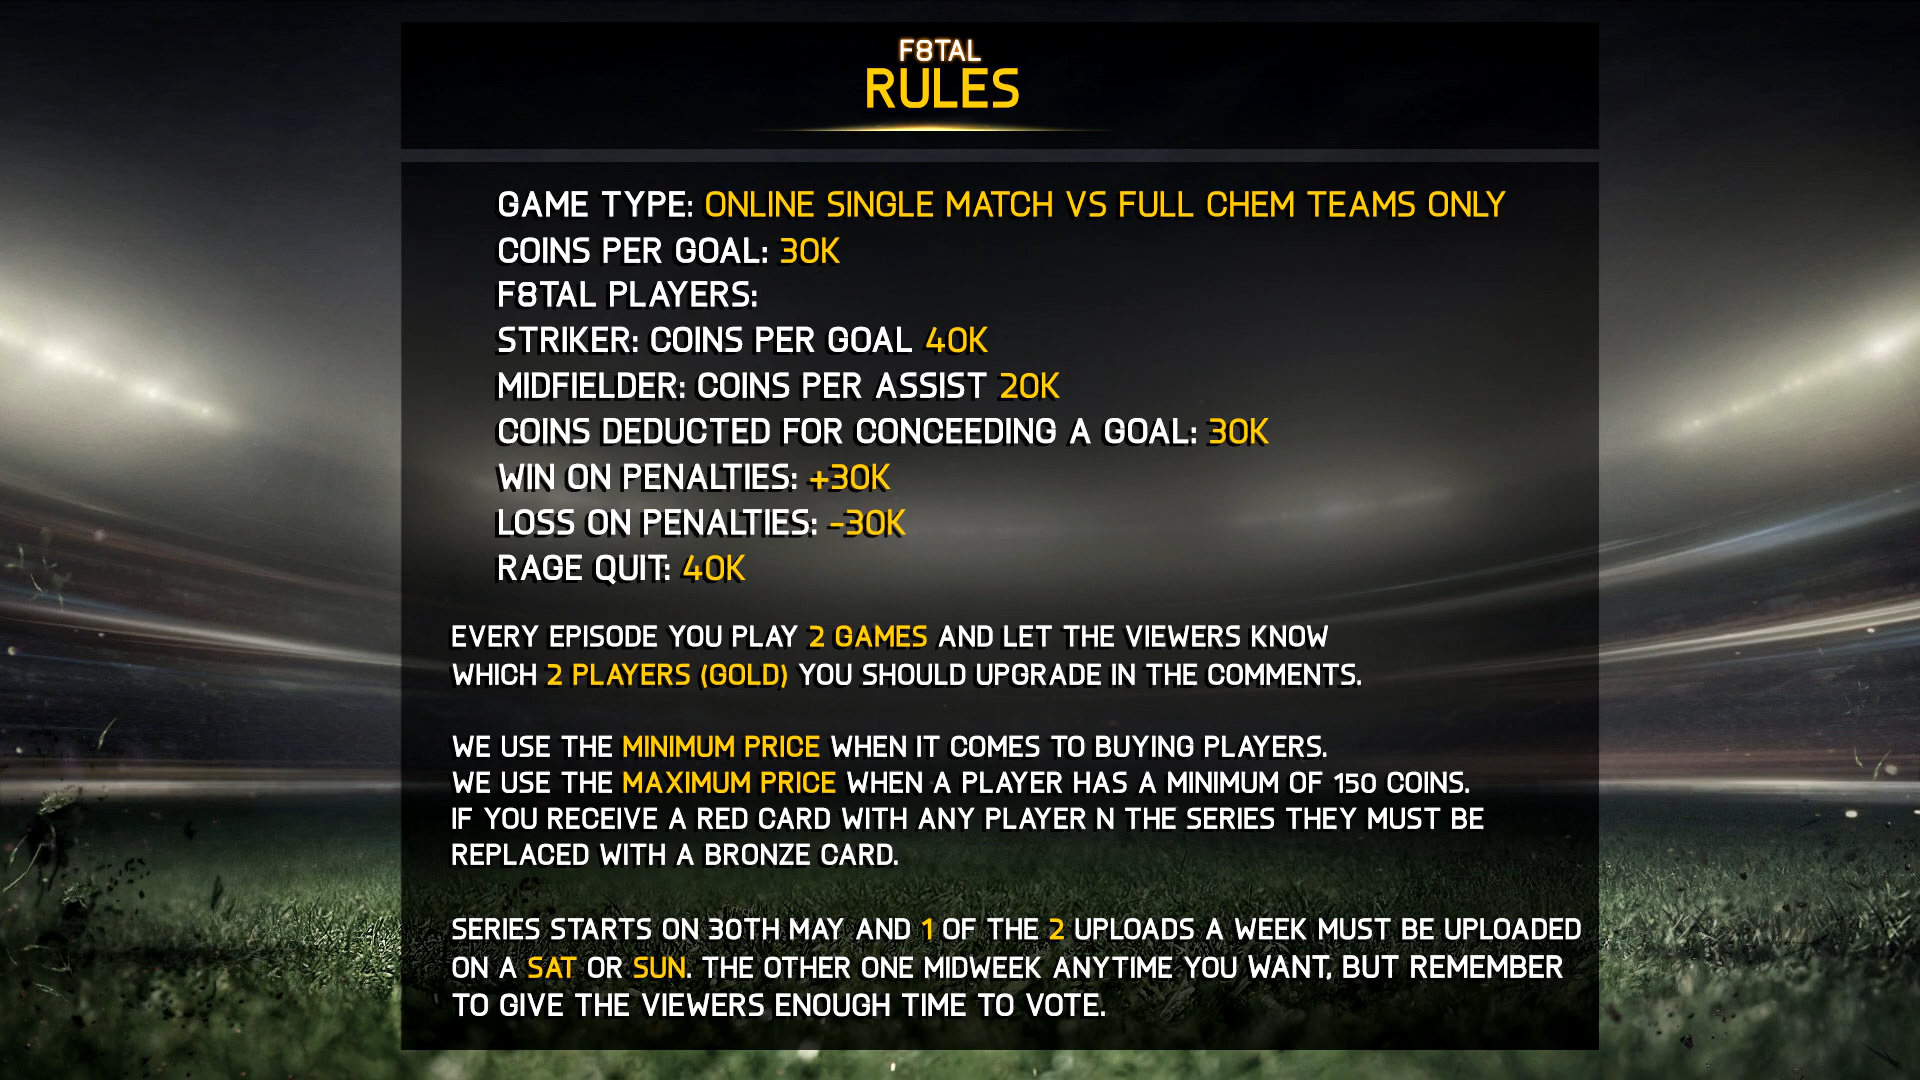 F8TAL
RULES
GAME TYPE: ONLINE SINGLE MATCH VS FULL CHEM TEAMS ONLY
COINS PER GOAL: 30K
F8TAL PLAYERS:
STRIKER: COINS PER GOAL 40K
MIDFIELDER: COINS PER ASSIST 20K
COINS DEDUCTED FOR CONCEEDING A GOAL: 30K
WIN ON PENALTIES: +30K
LOSS ON PENALTIES: -30K
RAGE QUIT: 40K
EVERY EPISODE YOU PLAY 2 GAMES AND LET THE VIEWERS KNOW
WHICH 2 PLAYERS (GOLD) YOU SHOULD UPGRADE IN THE COMMENTS.
WE USE THE MINIMUM PRICE WHEN IT COMES TO BUYING PLAYERS.
WE USE THE MAXIMUM PRICE WHEN A PLAYER HAS A MINIMUM OF 150 COINS.
IF YOU RECEIVE A RED CARD WITH ANY PLAYER N THE SERIES THEY MUST BE
REPLACED WITH A BRONZE CARD.
SERIES STARTS ON 30TH MAY AND 1 OF THE 2 UPLOADS A WEEK MUST BE UPLOADED
ON A SAT OR SUN. THE OTHER ONE MIDWEEK ANYTIME YOU WANT, BUT REMEMBER
TO GIVE THE VIEWERS ENOUGH TIME TO VOTE.